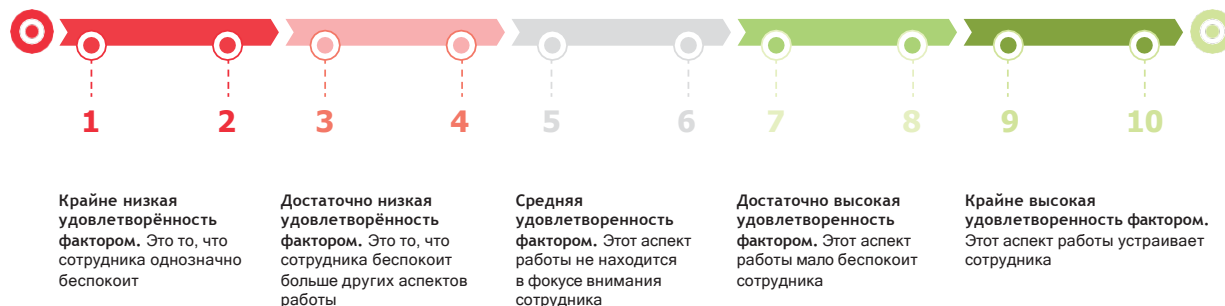 1 2 3 4 5 6 7 8 9 10
Крайне низкая
удовлетворённость
фактором. Это то, что
сотрудника однозначно
беспокоит
Достаточно низкая
удовлетворённость
фактором. Это то, что
сотрудника беспокоит
больше других аспектов
работы
Средняя
удовлетворенность
фактором. Этот аспект
работы не находится
в фокусе внимания
сотрудника
Достаточно высокая
удовлетворенность
фактором. Этот аспект
работы мало беспокоит
сотрудника
Крайне высокая
удовлетворенность фактором.
Этот аспект работы устраивает
сотрудника